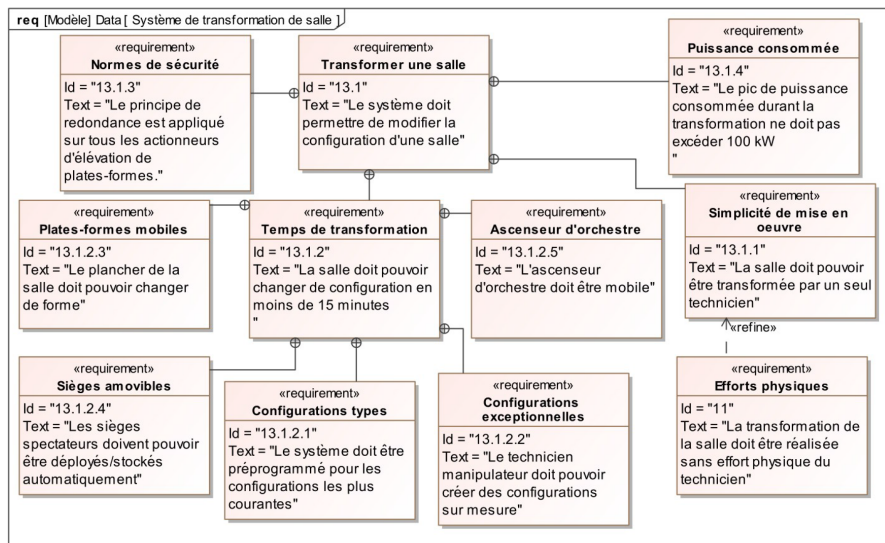 req [Modèle] Data [ Système de transformation de salle ]
«requirement»
Normes de sécurité
Id = "13.1.3"
Text = "Le principe de
redondance est appliqué
sur tous les actionneurs
d'élévation de
plates-formes."
«requirement»
Transformer une salle
Id = "13.1"
Text = "Le système doit
permettre de modifier la
configuration d'une salle"
«requirement»
Puissance consommée
Id = "13.1.4"
Text = "Le pic de puissance
consommée durant la
transformation ne doit pas
excéder 100 kW
"
«requirement»
Plates-formes mobiles
Id = "13.1.2.3"
Text = "Le plancher de la
salle doit pouvoir changer
de forme"
«requirement»
Temps de transformation
Id = "13.1.2"
Text = "La salle doit pouvoir
changer de configuration en
moins de 15 minutes
"
«requirement»
Ascenseur d'orchestre
Id = "13.1.2.5"
Text = "L'ascenseur
d'orchestre doit être mobile"
«requirement»
Simplicité de mise en
oeuvre
Id = "13.1.1"
Text = "La salle doit pouvoir
être transformée par un seul
technicien"
«refine»
«requirement»
Sièges amovibles
Id = "13.1.2.4"
Text = "Les sièges
spectateurs doivent pouvoir
être déployés/stockés
automatiquement"
«requirement»
Configurations types
Id = "13.1.2.1"
Text = "Le système doit être
préprogrammé pour les
configurations les plus
courantes"
«requirement»
Configurations
exceptionnelles
Id = "13.1.2.2"
Text = "Le technicien
manipulateur doit pouvoir
créer des configurations
sur mesure"
«requirement»
Efforts physiques
Id = "11"
Text = "La transformation de
la salle doit être réalisée
sans effort physique du
technicien"